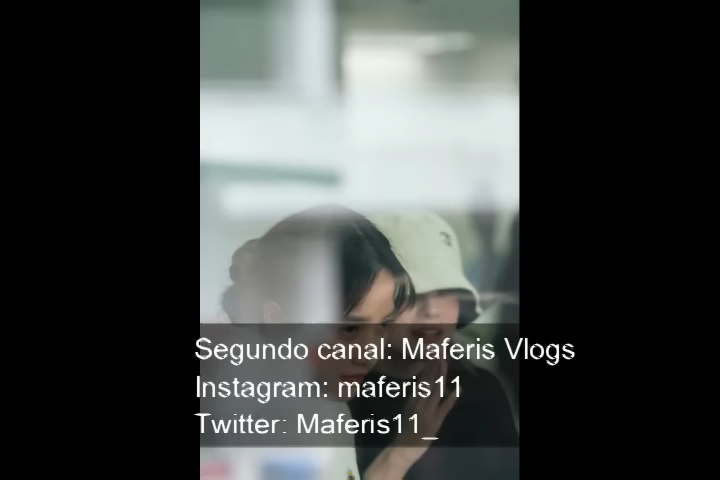 Segundo canal: Maferis Vlogs
Instagram: maferis11
Twitter: Maferis11_